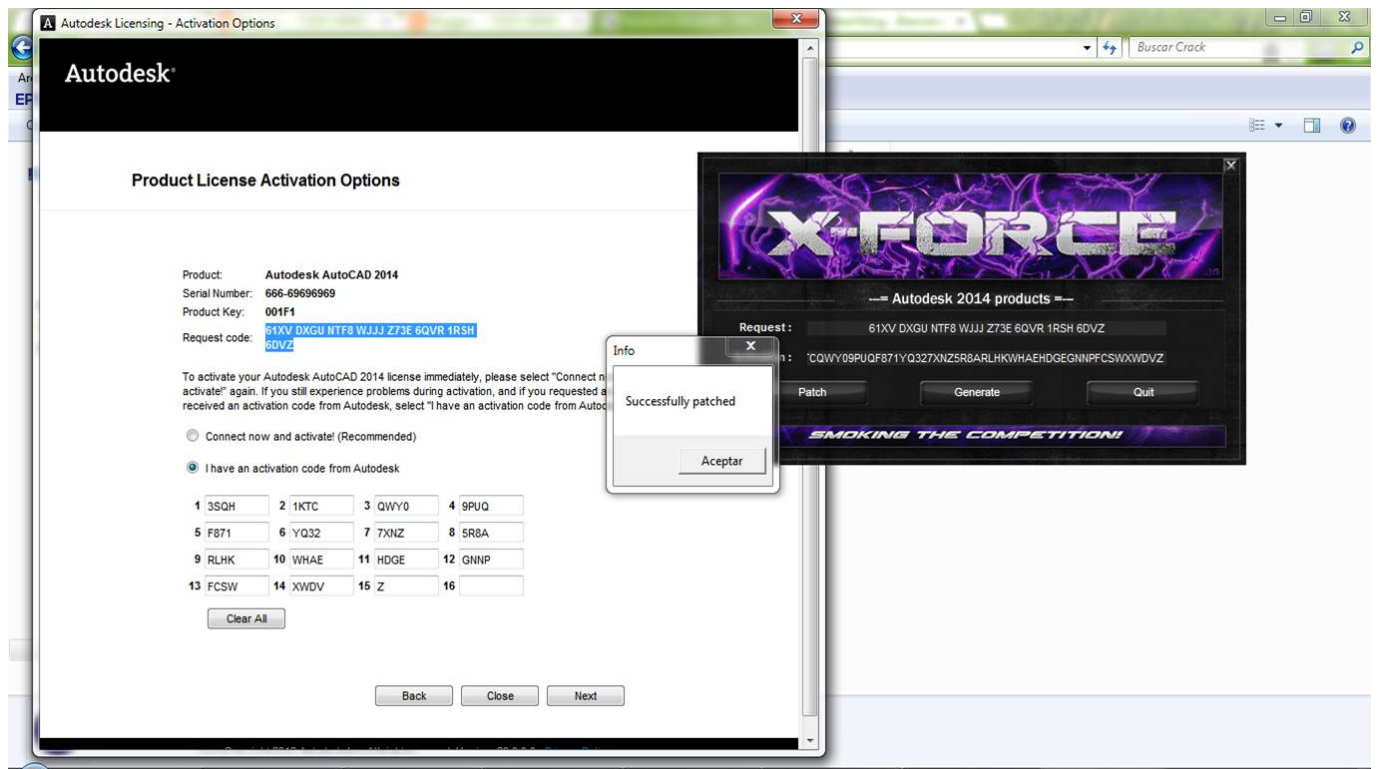 Autodesk Licensing - Activation Options
Buscar Crack
Autodesk
Product License Activation Options
Product: Autodesk AutoCAD 2014
Serial Number: 666-69696969
Product Key: 001F1
Request code: 61XV DXGU NTF8 WJJJ Z73E 6QVR 1RSH
6DVZ
To activate your Autodesk AutoCAD 2014 license immediately, please select "Connect
activate!" again. If you still experience problems during activation, and if you requested
received an activation code from Autodesk, select "I have an activation code from
Connect now and activate! (Recommended)
I have an activation code from Autodesk
1 3SQH 2 1KTC 3 QWY0 4 9PUQ
5 F871 6 YQ32 7 7XNZ 8 5R8A
9 RLHK 10 WHAE 11 HDGE 12 GNNP
13 FCSW 14 XWDV 15 Z 16
Clear All
Back Close Next
Info
Successfully patched
Aceptar
X-FORCE
---= Autodesk 2014 products =---
Request : 61XV DXGU NTF8 WJJJ Z73E 6QVR 1RSH 6DVZ
CQWY09PUQF871YQ327XNZ5R8ARLHKWHAEHDGEGNNPFCSWXWDVZ
Patch Generate Quit
SMOKING THE COMPETITION!